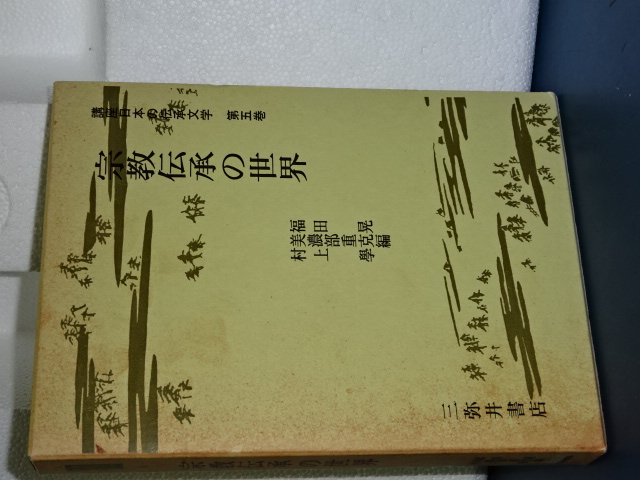 講座日本の伝承文学 第五巻
宗教伝承の世界
福田 晃
美濃部重克
村上 學
編
三弥井書店